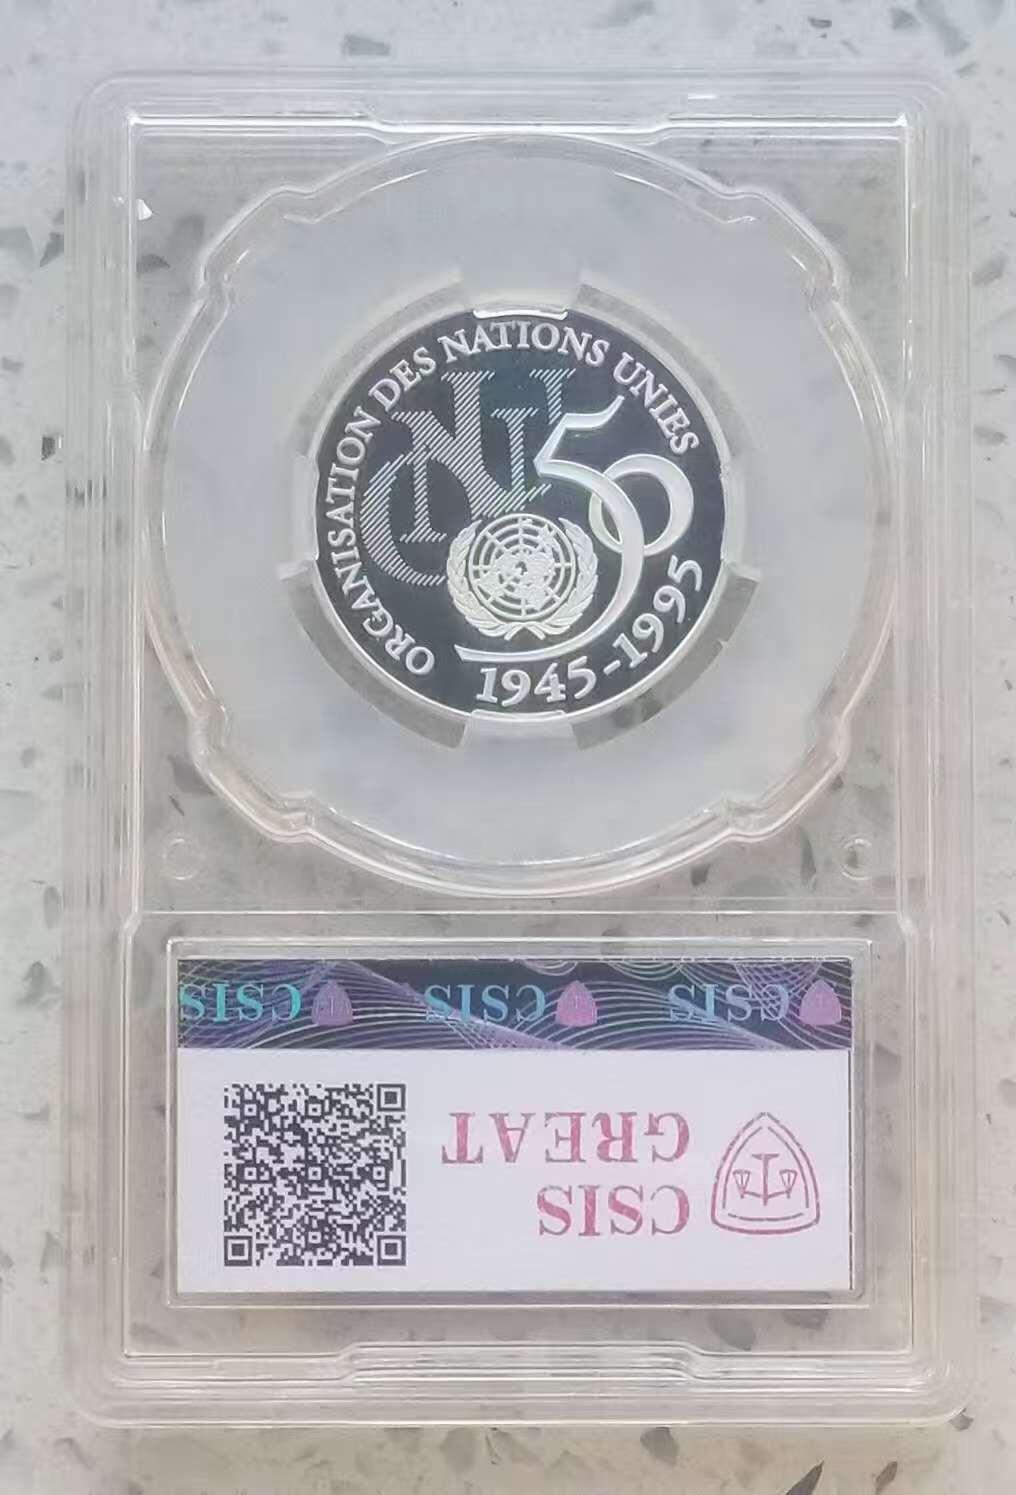 ORGANISATION DES NATIONS UNIES
ONU
50
1945-1995
CSIS CSIS CSIS
CSIS
GREAT